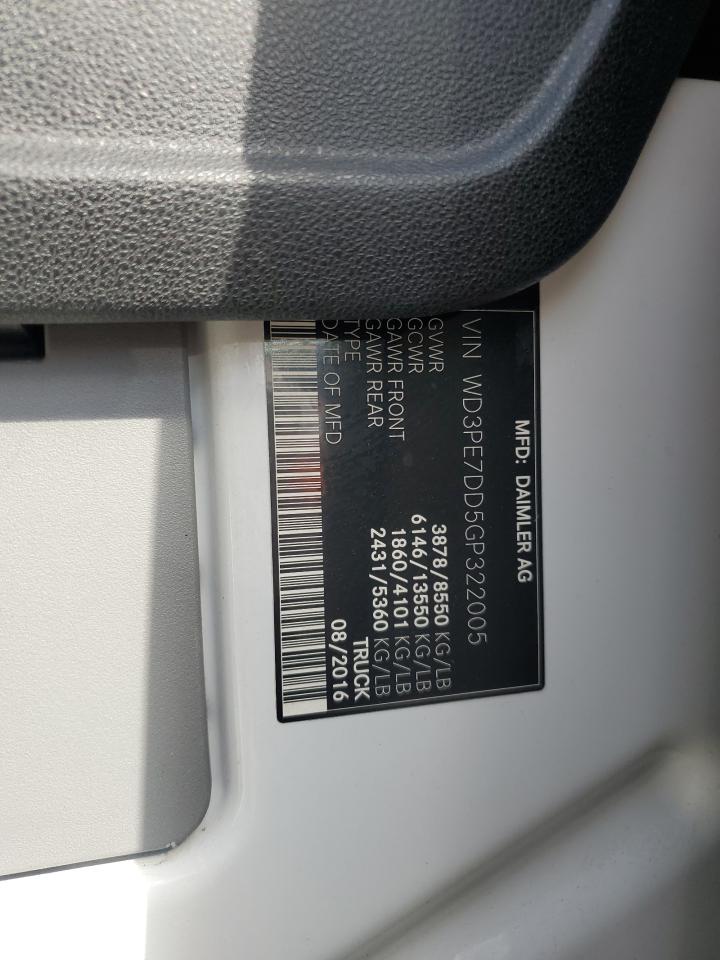 MFD: DAIMLER AG
VIN WD3PE7DD5GP322005
GVWR 3878/8550 KG/LB
GCWR 6146/13550 KG/LB
GAWR FRONT 1860/4101 KG/LB
GAWR REAR 2431/5360 KG/LB
TYPE TRUCK
DATE OF MFD 08/2016